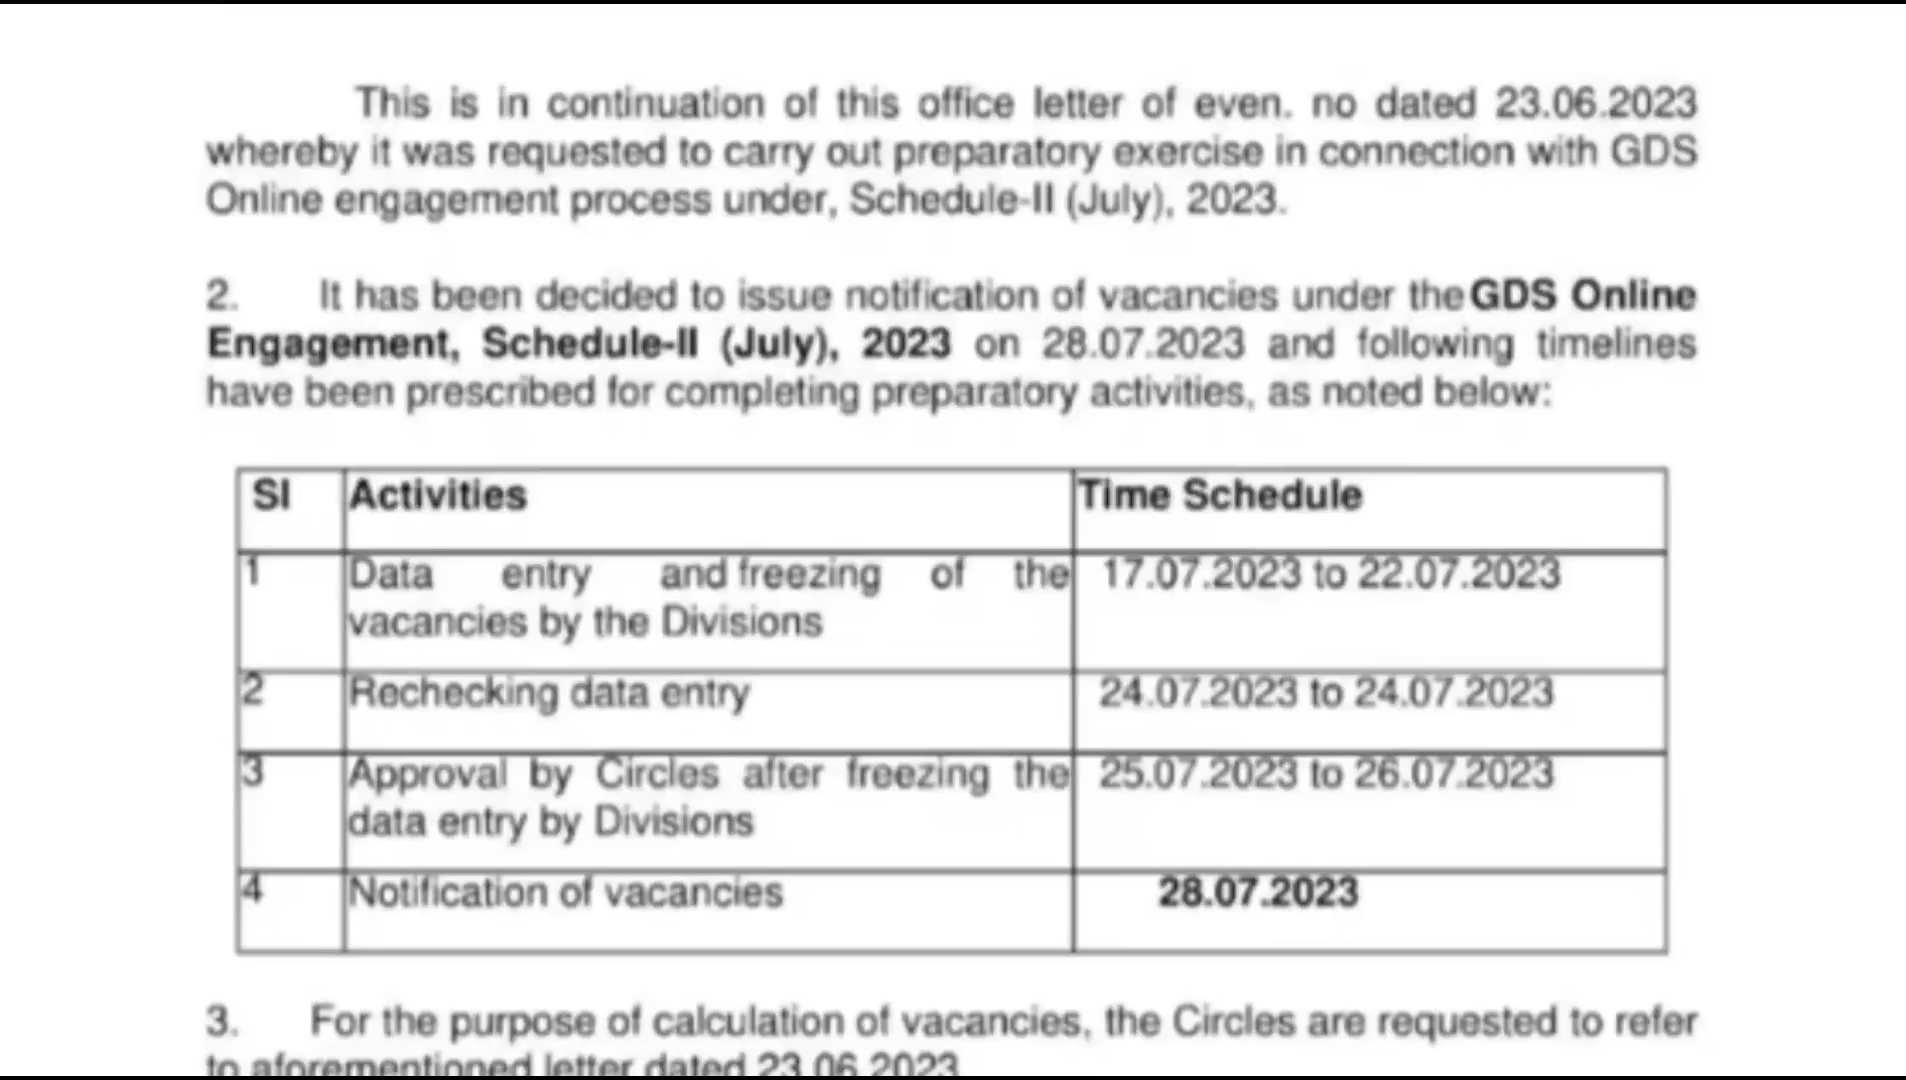 This is in continuation of this office letter of even. no dated 23.06.2023
whereby it was requested to carry out preparatory exercise in connection with GDS
Online engagement process under, Schedule-II (July), 2023.
2. It has been decided to issue notification of vacancies under the GDS Online
Engagement, Schedule-II (July), 2023 on 28.07.2023 and following timelines
have been prescribed for completing preparatory activities, as noted below:
Sl Activities Time Schedule
1 Data entry and freezing of the 17.07.2023 to 22.07.2023
vacancies by the Divisions
2 Rechecking data entry 24.07.2023 to 24.07.2023
3 Approval by Circles after freezing the 25.07.2023 to 26.07.2023
data entry by Divisions
4 Notification of vacancies 28.07.2023
3. For the purpose of calculation of vacancies, the Circles are requested to refer
to aforementioned letter dated 23.06.2023